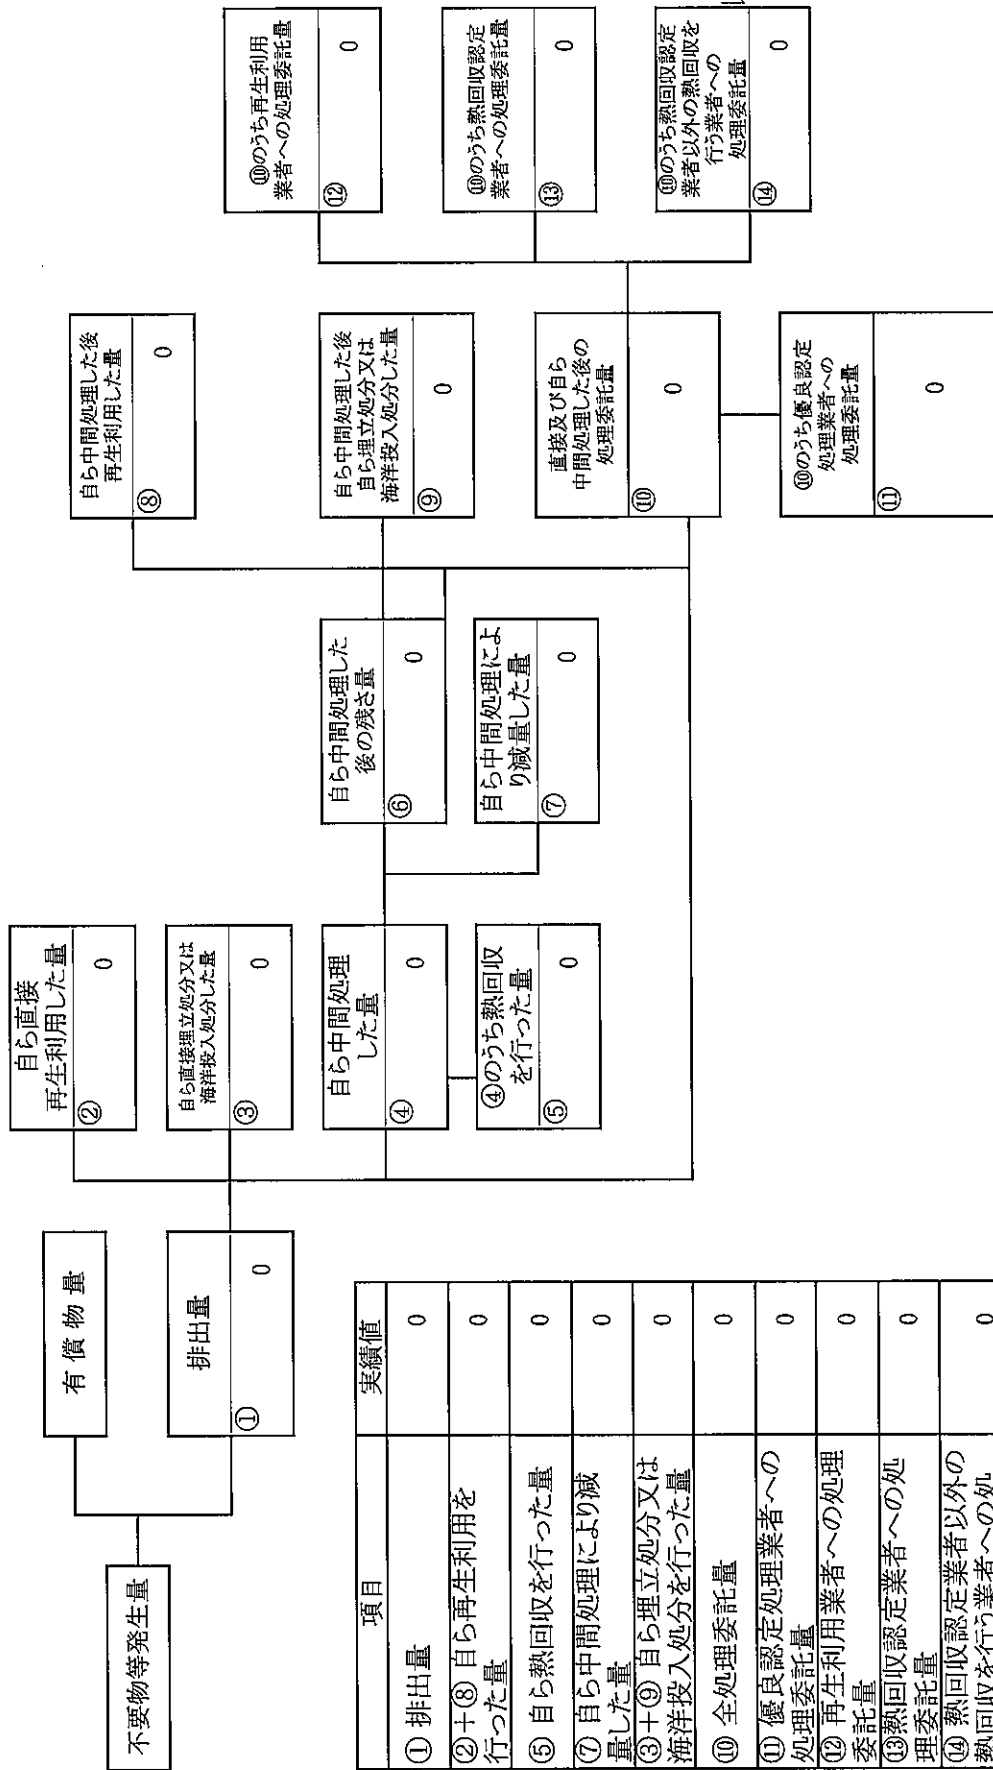 不要物等発生量
有償物量
排出量
①
0
自ら直接
再生利用した量
②
0
自ら直接埋立処分又は
海洋投入処分した量
③
0
自ら中間処理
した量
④
0
④のうち熱回収
を行った量
⑤
0
自ら中間処理した
後の残さ量
⑥
0
自ら中間処理によ
り減量した量
⑦
0
自ら中間処理した後
再生利用した量
⑧
0
自ら中間処理した後
自ら埋立処分又は
海洋投入処分した量
⑨
0
直接及び自ら
中間処理した後の
処理委託量
⑩
0
⑩のうち優良認定
処理業者への
処理委託量
⑪
0
⑩のうち再生利用
業者への処理委託量
⑫
0
⑩のうち熱回収認定
業者への処理委託量
⑬
0
⑩のうち熱回収認定
業者以外の熱回収を
行う業者への
処理委託量
⑭
0
項目 実績値
① 排出量 0
②+⑧ 自ら再生利用を
行った量 0
⑤ 自ら熱回収を行った量 0
⑦ 自ら中間処理により減
量した量 0
③+⑨ 自ら埋立処分又は
海洋投入処分を行った量 0
⑩ 全処理委託量 0
⑪ 優良認定処理業者への
処理委託量 0
⑫ 再生利用業者への処理
委託量 0
⑬熱回収認定業者への処
理委託量 0
⑭ 熱回収認定業者以外の
熱回収を行う業者への処 0